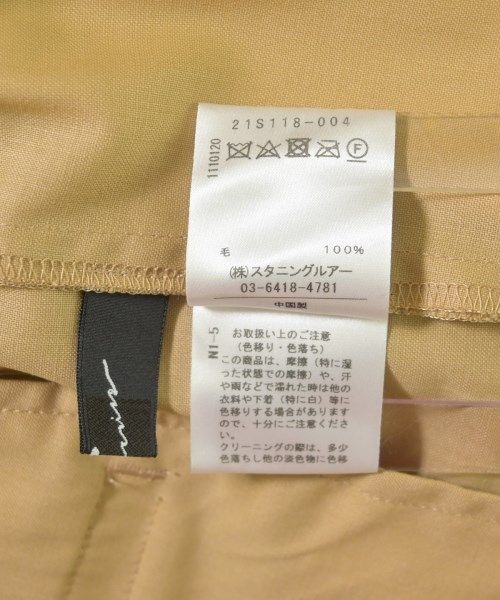 21S118-004
1110120
F
毛 100%
(株)スタニングルアー
03-6418-4781
中国製
NI-5
お取扱い上のご注意
(色移り・色落ち)
この商品は、摩擦(特に湿
った状態での摩擦)や、汗
や雨などで濡れた時は他の
衣料や下着(特に白)等に
色移りする場合があります
ので、十分にご注意下さい。
クリーニングの際は、多少
色落ちし他の淡色物に色移